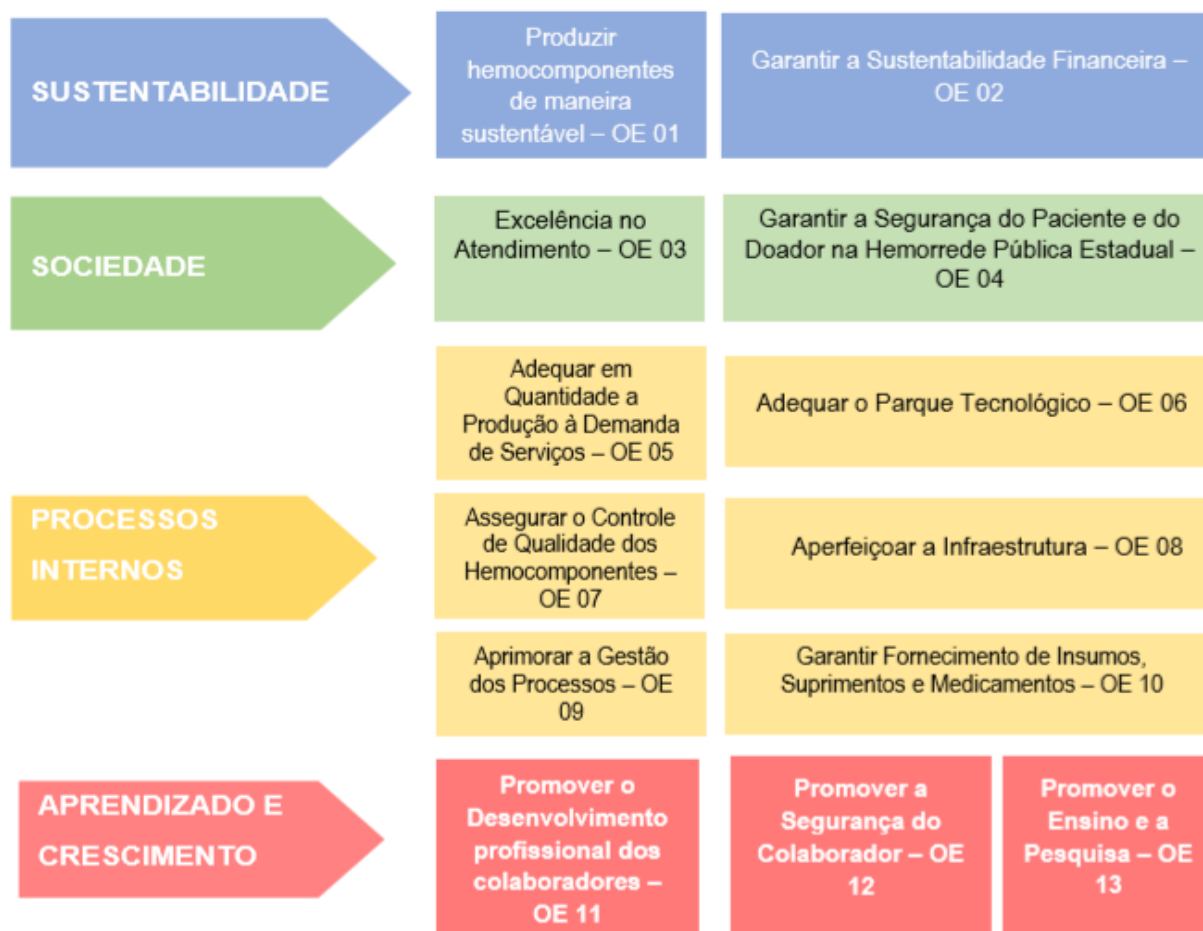 SUSTENTABILIDADE
Produzir
hemocomponentes
de maneira
sustentável – OE 01
Garantir a Sustentabilidade Financeira –
OE 02
SOCIEDADE
Excelência no
Atendimento – OE 03
Garantir a Segurança do Paciente e do
Doador na Hemorrede Pública Estadual –
OE 04
PROCESSOS
INTERNOS
Adequar em
Quantidade a
Produção à Demanda
de Serviços – OE 05
Adequar o Parque Tecnológico – OE 06
Assegurar o Controle
de Qualidade dos
Hemocomponentes –
OE 07
Aperfeiçoar a Infraestrutura – OE 08
Aprimorar a Gestão
dos Processos – OE
09
Garantir Fornecimento de Insumos,
Suprimentos e Medicamentos – OE 10
APRENDIZADO E
CRESCIMENTO
Promover o
Desenvolvimento
profissional dos
colaboradores –
OE 11
Promover a
Segurança do
Colaborador – OE
12
Promover o
Ensino e a
Pesquisa – OE
13